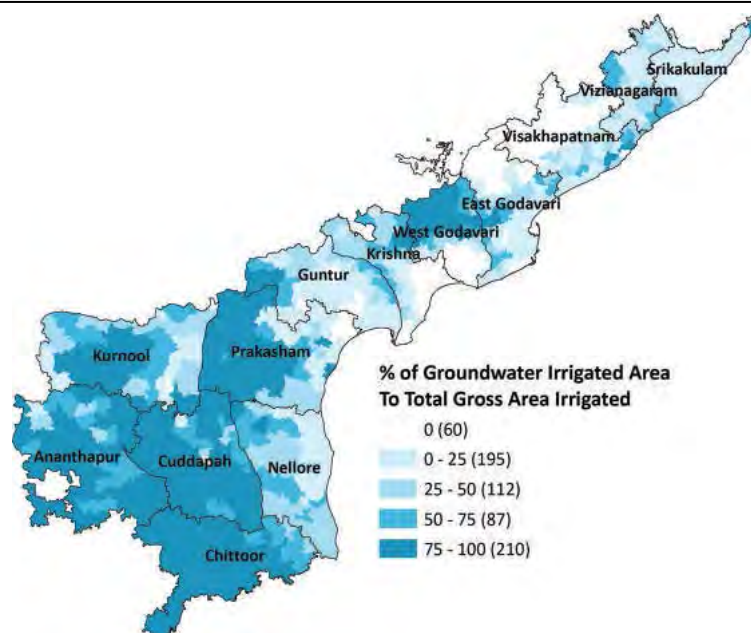 Srikakulam
Vizianagaram
Visakhapatnam
East Godavari
West Godavari
Krishna
Guntur
Kurnool
Prakasham
% of Groundwater Irrigated Area
To Total Gross Area Irrigated
0 (60)
0 - 25 (195)
25 - 50 (112)
50 - 75 (87)
75 - 100 (210)
Ananthapur
Cuddapah
Nellore
Chittoor